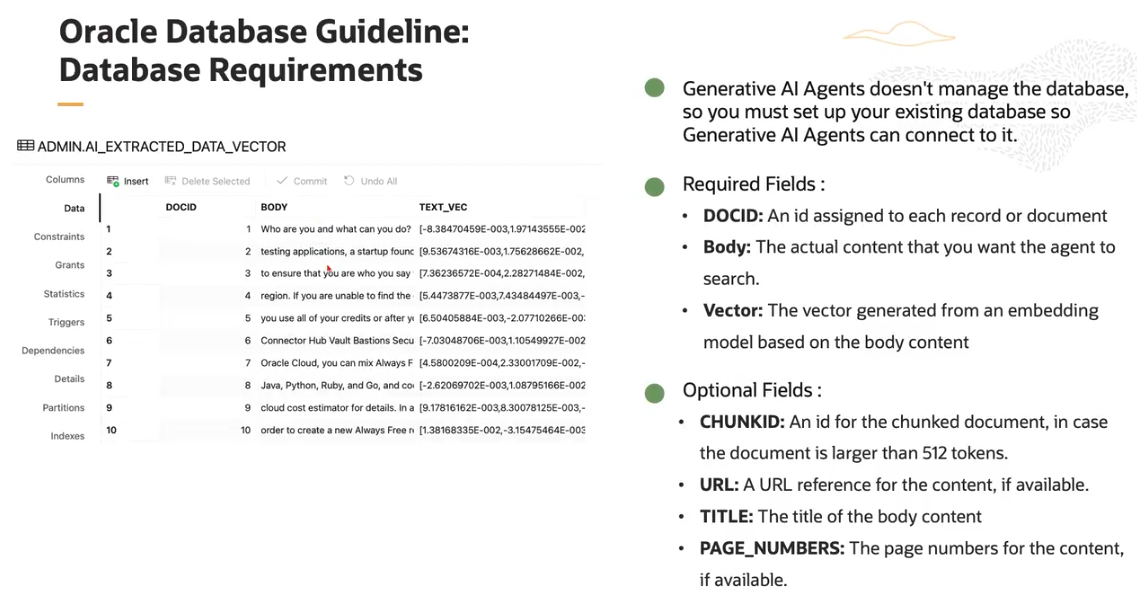 Oracle Database Guideline:
Database Requirements
ADMIN.AI_EXTRACTED_DATA_VECTOR
Columns
Data
Constraints
Grants
Statistics
Triggers
Dependencies
Details
Partitions
Indexes
Insert Delete Selected Commit Undo All
DOCID BODY TEXT_VEC
1 1 Who are you and what can you do? [-8.38470459E-003,1.97143555E-002
2 2 testing applications, a startup founc [9.53674316E-003,1.75628662E-002,
3 3 to ensure that you are who you say [7.36236572E-004,2.28271484E-002,
4 4 region. If you are unable to find the [5.4473877E-003,7.43484497E-003,-
5 5 you use all of your credits or after yo [6.50405884E-003,-2.07710266E-003
6 6 Connector Hub Vault Bastions Secu [-7.03048706E-003,1.10549927E-002
7 7 Oracle Cloud, you can mix Always F [4.5800209E-004,2.33001709E-002,-
8 8 Java, Python, Ruby, and Go, and coc [-2.62069702E-003,1.08795166E-002
9 9 cloud cost estimator for details. In a [9.17816162E-003,8.30078125E-003,-
10 10 order to create a new Always Free re [1.38168335E-002,-3.15475464E-003
Generative AI Agents doesn't manage the database,
so you must set up your existing database so
Generative AI Agents can connect to it.
Required Fields :
• DOCID: An id assigned to each record or document
• Body: The actual content that you want the agent to
search.
• Vector: The vector generated from an embedding
model based on the body content
Optional Fields :
• CHUNKID: An id for the chunked document, in case
the document is larger than 512 tokens.
• URL: A URL reference for the content, if available.
• TITLE: The title of the body content
• PAGE_NUMBERS: The page numbers for the content,
if available.